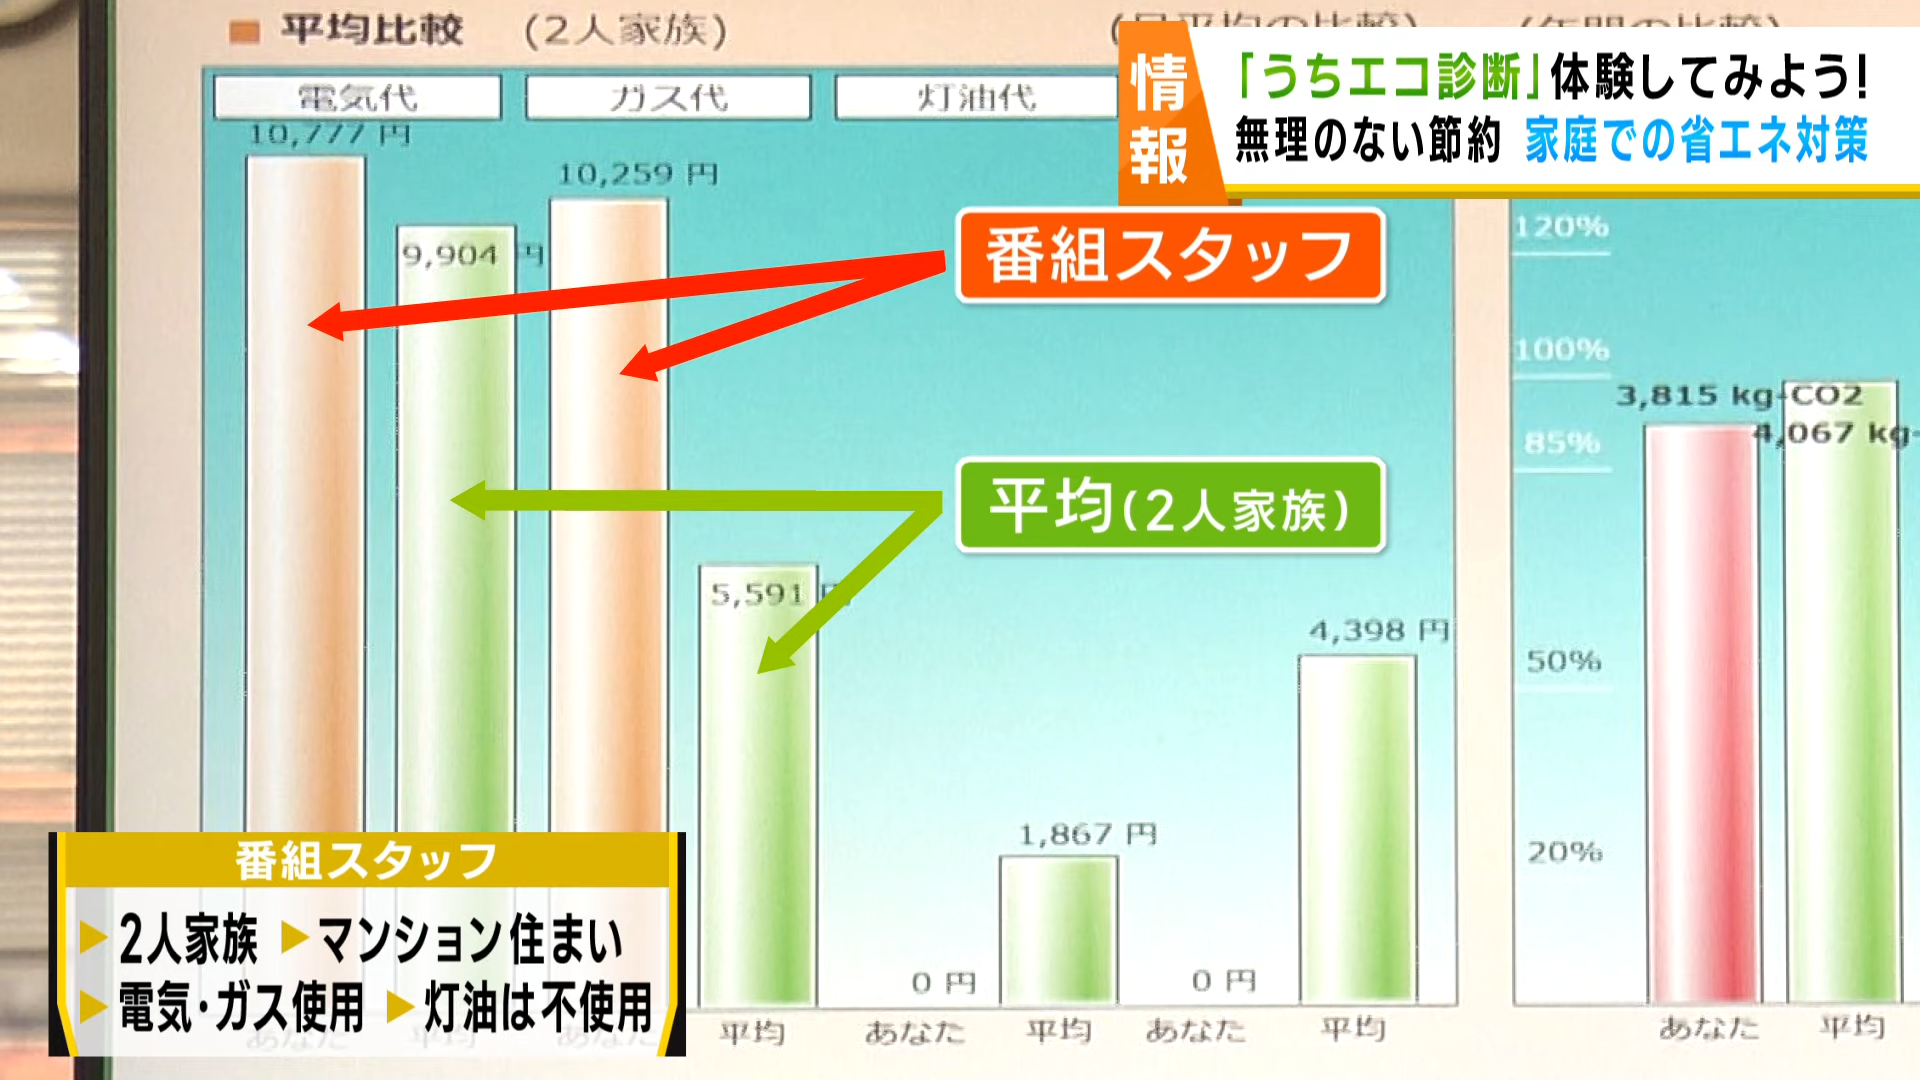 平均比較 (2人家族)
電気代
ガス代
灯油代
情報
「うちエコ診断」体験してみよう!
無理のない節約 家庭での省エネ対策
10,777 円
9,904 円
10,259 円
5,591 円
0 円
1,867 円
0 円
4,398 円
番組スタッフ
平均(2人家族)
120%
100%
85%
50%
20%
3,815 kg-CO2
4,067 kg-
平均
あなた
平均
あなた
平均
あなた
平均
番組スタッフ
▶2人家族 ▶マンション住まい
▶電気・ガス使用 ▶灯油は不使用